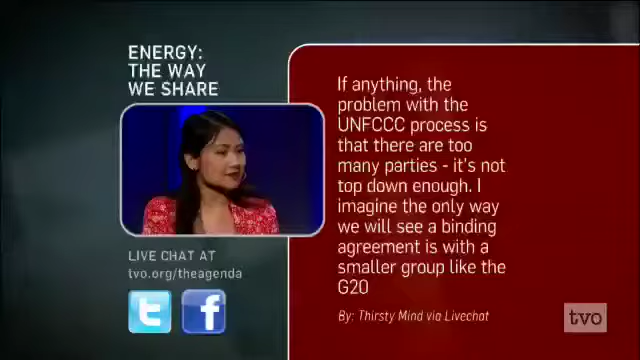 ENERGY:
THE WAY
WE SHARE
If anything, the
problem with the
UNFCCC process is
that there are too
many parties - it's not
top down enough. I
imagine the only way
we will see a binding
agreement is with a
smaller group like the
G20
By: Thirsty Mind via Livechat
LIVE CHAT AT
tvo.org/theagenda
t
f
tvo